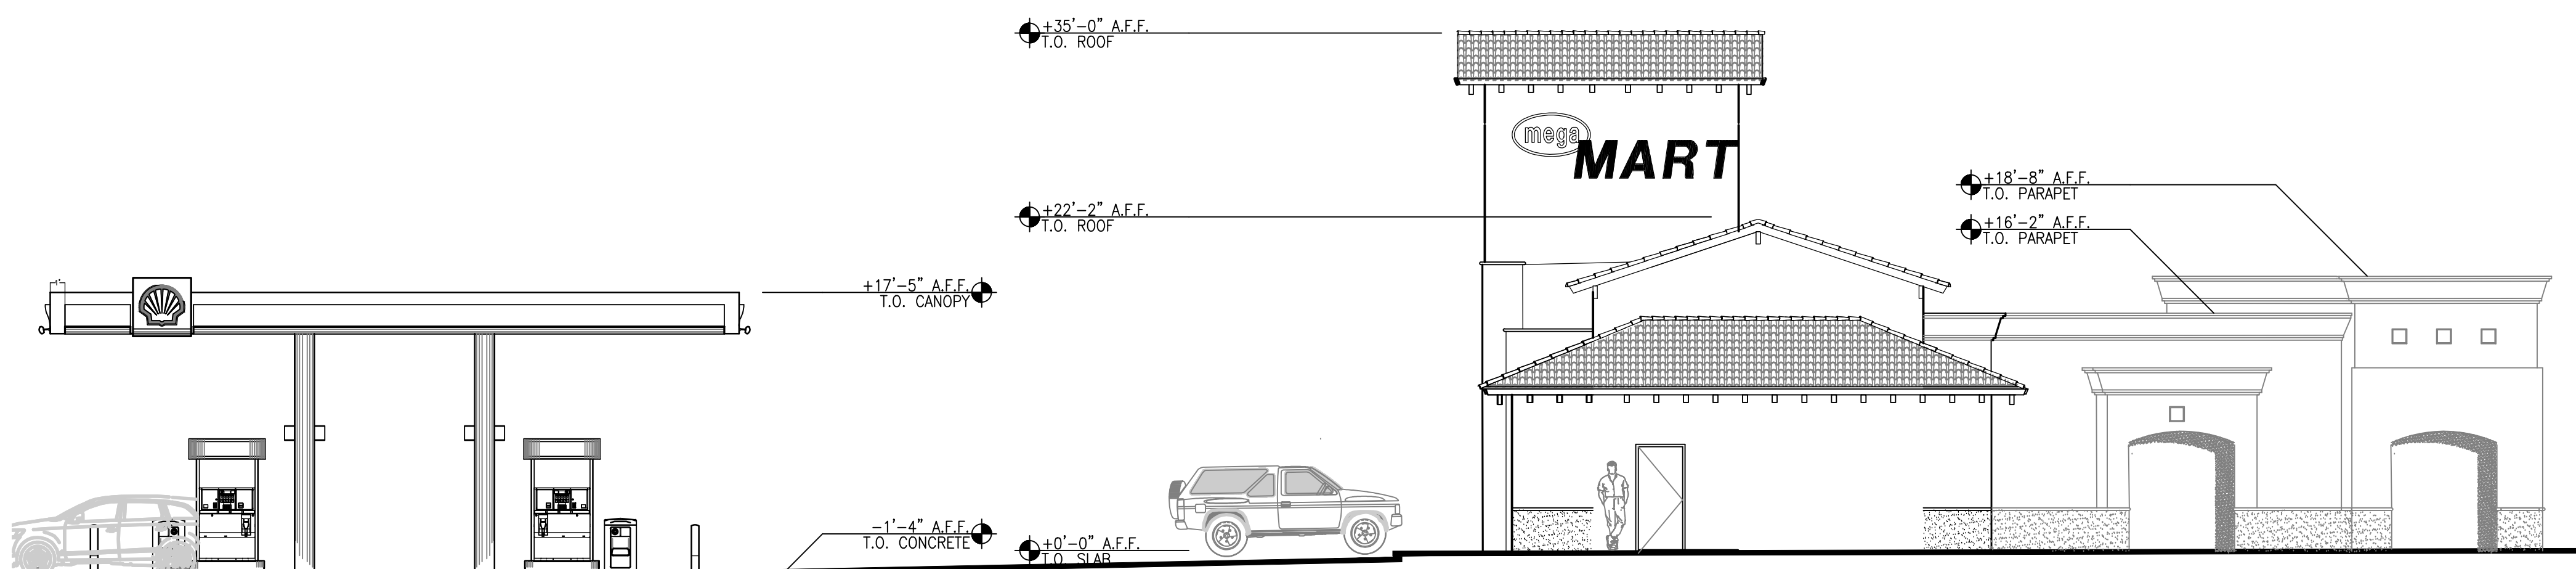 +35'-0" A.F.F.
T.O. ROOF
mega
MART
+18'-8" A.F.F.
T.O. PARAPET
+22'-2" A.F.F.
T.O. ROOF
+16'-2" A.F.F.
T.O. PARAPET
+17'-5" A.F.F.
T.O. CANOPY
-1'-4" A.F.F.
T.O. CONCRETE
+0'-0" A.F.F.
T.O. SLAB